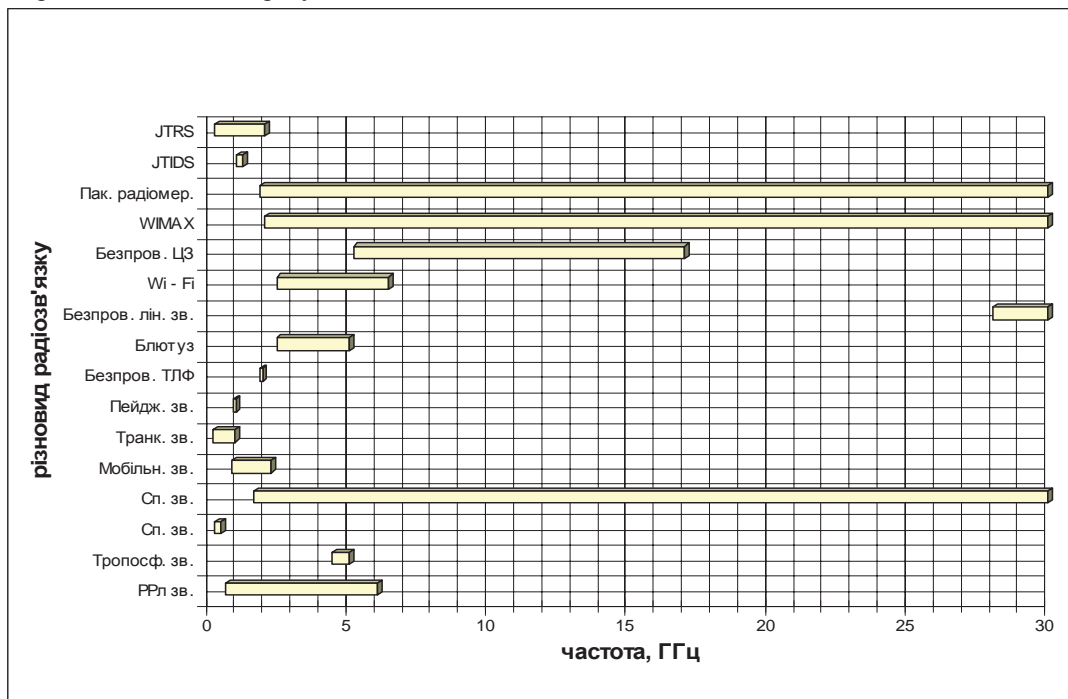 різновид радіозв'язку
JTRS
JTIDS
Пак. радіомер.
WIMAX
Безпров. ЦЗ
Wi - Fi
Безпров. лін. зв.
Блютуз
Безпров. ТЛФ
Пейдж. зв.
Транк. зв.
Мобільн. зв.
Сп. зв.
Сп. зв.
Тропосф. зв.
РРл зв.
0 5 10 15 20 25 30
частота, ГГц